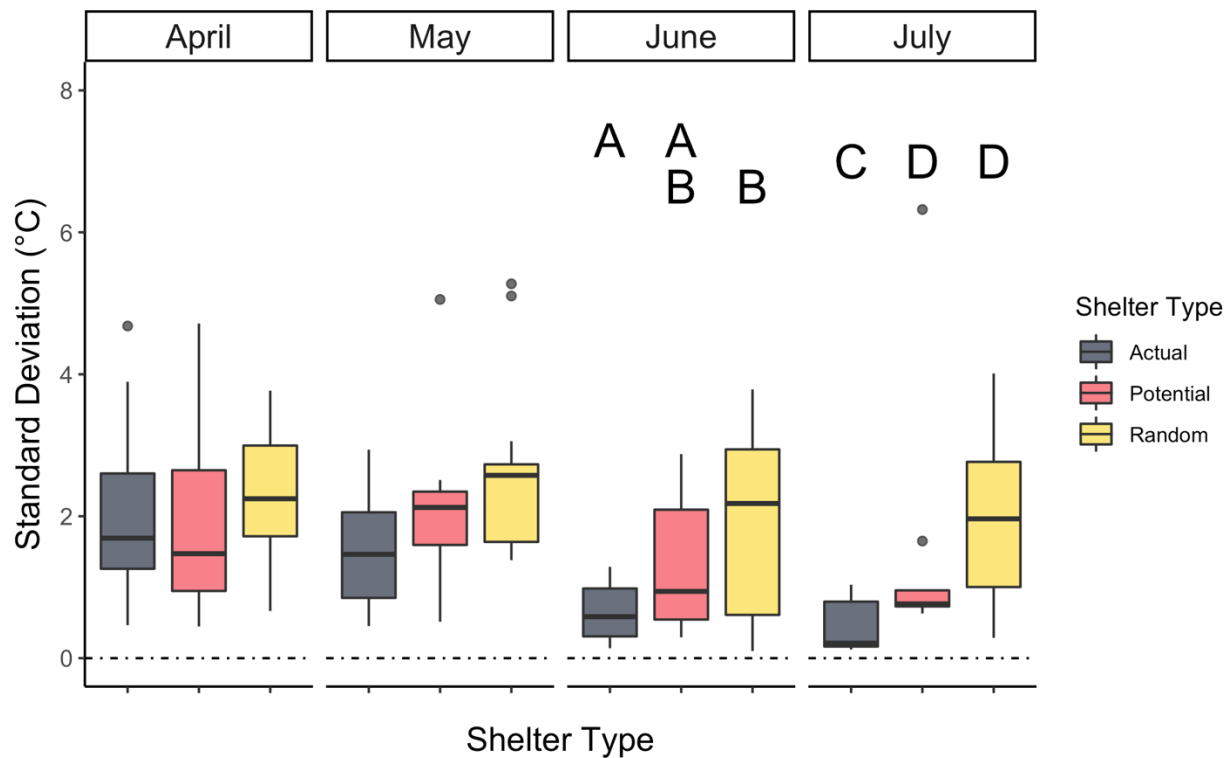 April May June July
8
A A C D D
B B
6
4
2
0
Standard Deviation (°C)
Shelter Type
Shelter Type
Actual
Potential
Random